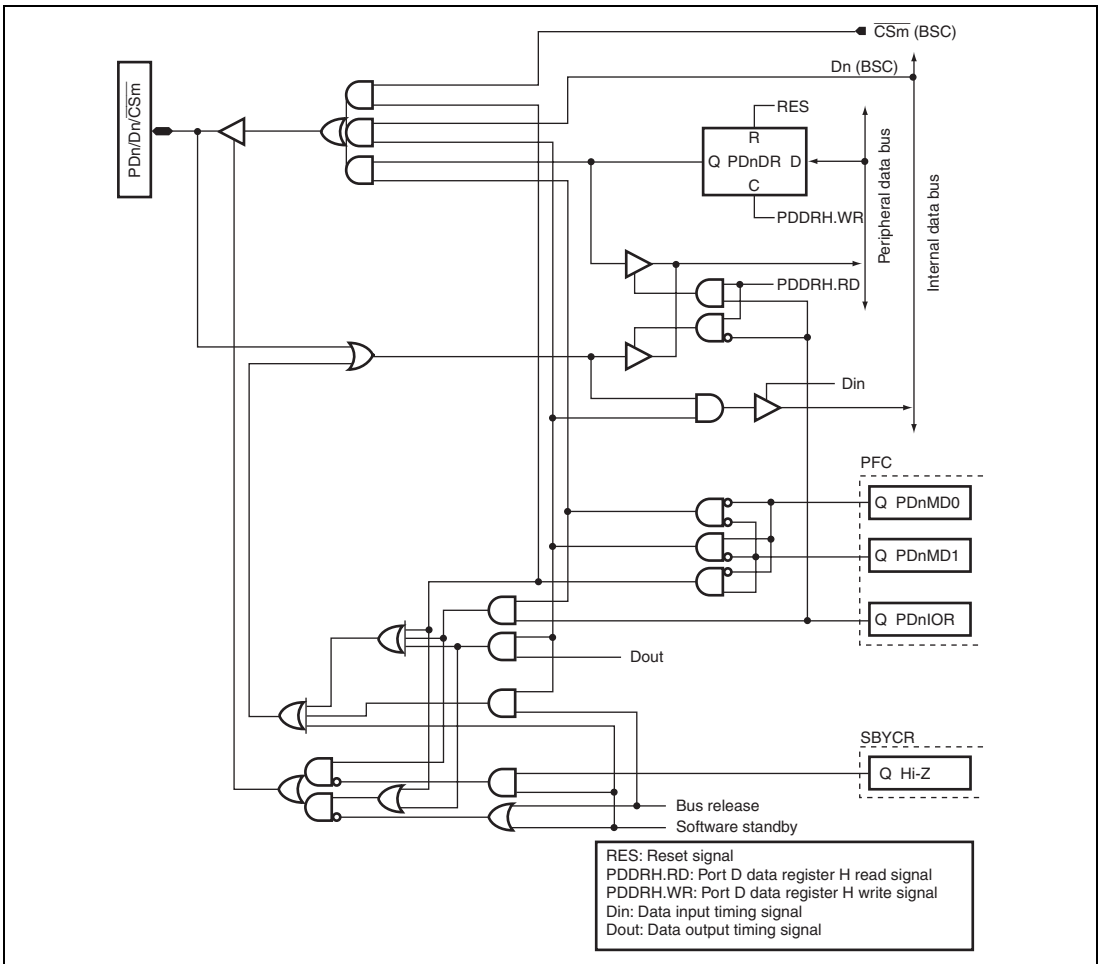 CSm (BSC)
Dn (BSC)
PDn/Dn/CSm
RES
R
Q PDnDR D
C
PDDRH.WR
Peripheral data bus
Internal data bus
PDDRH.RD
Din
PFC
Q PDnMD0
Q PDnMD1
Q PDnIOR
Dout
SBYCR
Q Hi-Z
Bus release
Software standby
RES: Reset signal
PDDRH.RD: Port D data register H read signal
PDDRH.WR: Port D data register H write signal
Din: Data input timing signal
Dout: Data output timing signal